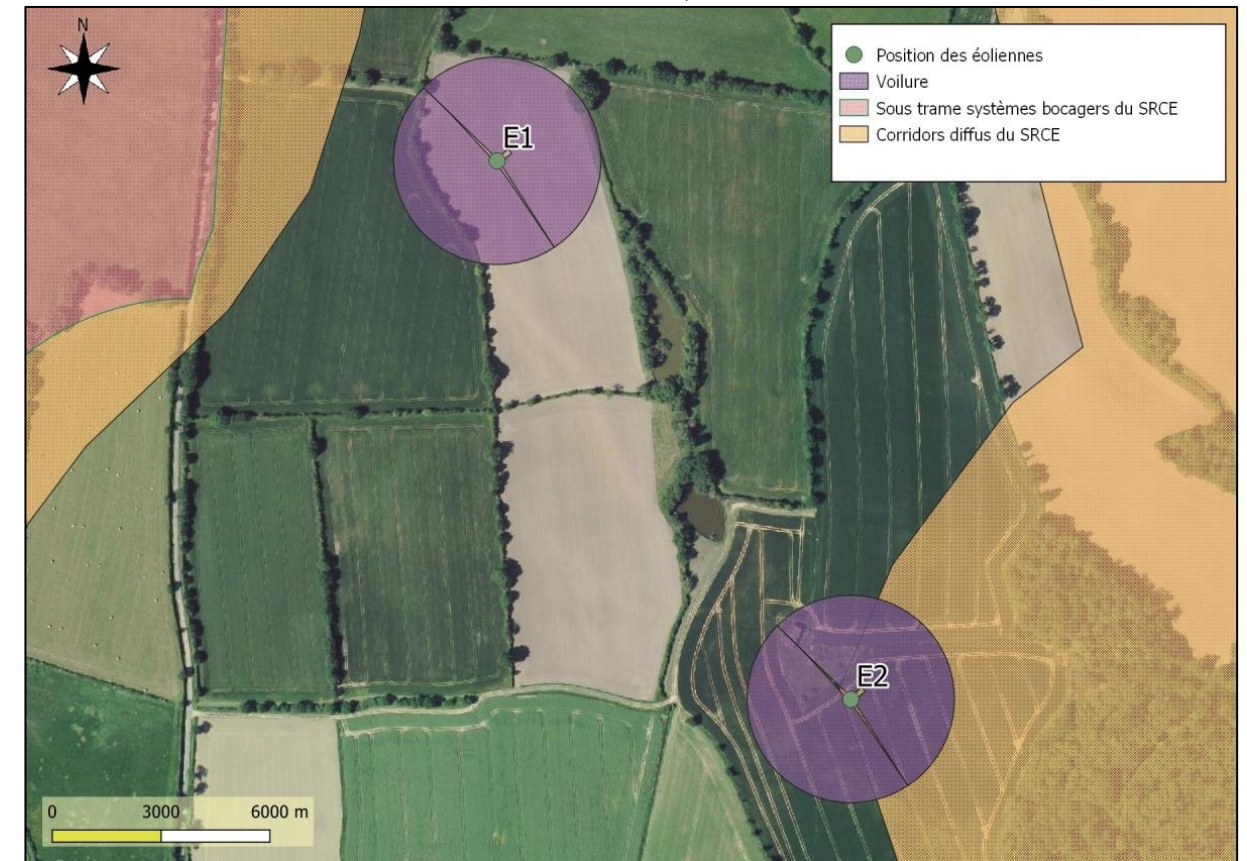 N
Position des éoliennes
Voilure
Sous trame systèmes bocagers du SRCE
Corridors diffus du SRCE
E1
E2
0 3000 6000 m